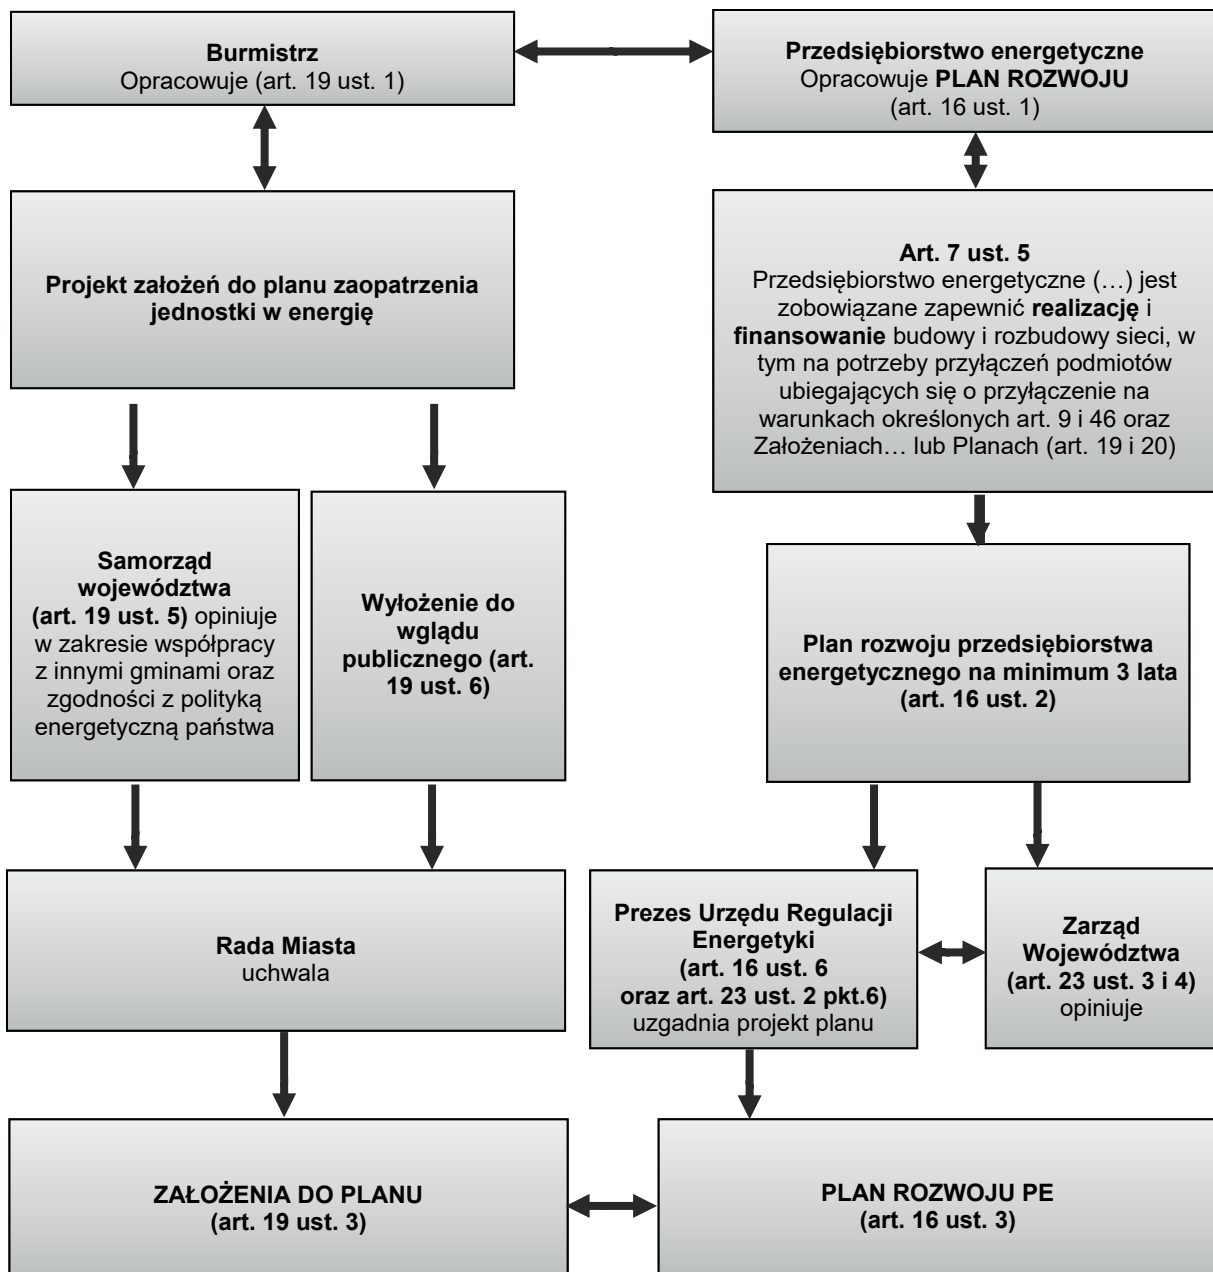 Burmistrz
Opracowuje (art. 19 ust. 1)
Przedsiębiorstwo energetyczne
Opracowuje PLAN ROZWOJU
(art. 16 ust. 1)
Projekt założeń do planu zaopatrzenia
jednostki w energię
Art. 7 ust. 5
Przedsiębiorstwo energetyczne (…) jest
zobowiązane zapewnić realizację i
finansowanie budowy i rozbudowy sieci, w
tym na potrzeby przyłączeń podmiotów
ubiegających się o przyłączenie na
warunkach określonych art. 9 i 46 oraz
Założeniach… lub Planach (art. 19 i 20)
Samorząd
województwa
(art. 19 ust. 5) opiniuje
w zakresie współpracy
z innymi gminami oraz
zgodności z polityką
energetyczną państwa
Wyłożenie do
wglądu
publicznego (art.
19 ust. 6)
Plan rozwoju przedsiębiorstwa
energetycznego na minimum 3 lata
(art. 16 ust. 2)
Rada Miasta
uchwala
Prezes Urzędu Regulacji
Energetyki
(art. 16 ust. 6
oraz art. 23 ust. 2 pkt.6)
uzgadnia projekt planu
Zarząd
Województwa
(art. 23 ust. 3 i 4)
opiniuje
ZAŁOŻENIA DO PLANU
(art. 19 ust. 3)
PLAN ROZWOJU PE
(art. 16 ust. 3)